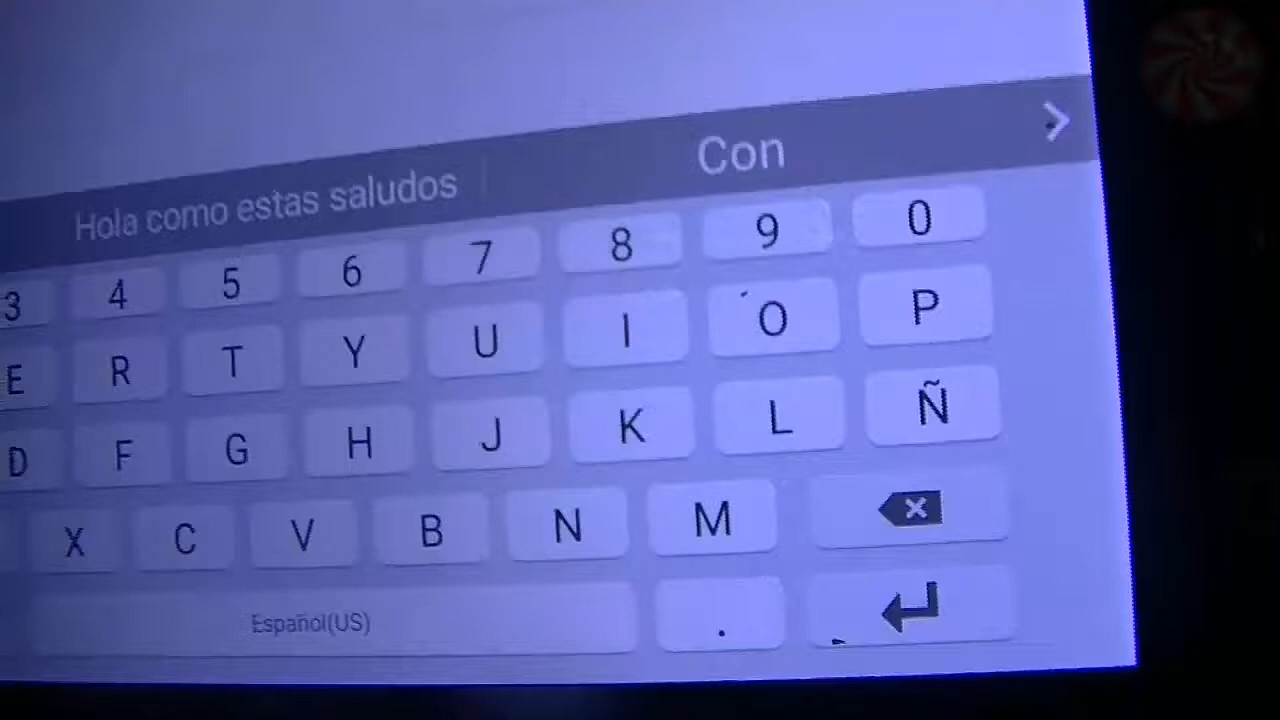 Hola como estas saludos Con
3 4 5 6 7 8 9 0
E R T Y U I O P
D F G H J K L Ñ
X C V B N M
Español(US) .